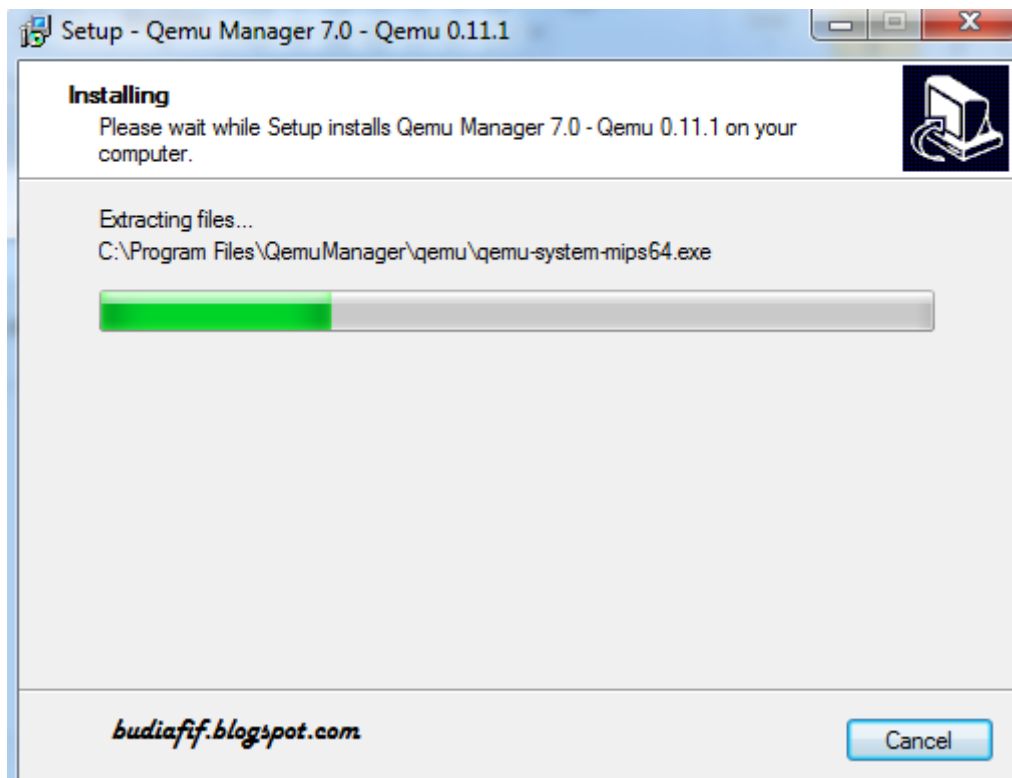 Setup - Qemu Manager 7.0 - Qemu 0.11.1
Installing
Please wait while Setup installs Qemu Manager 7.0 - Qemu 0.11.1 on your
computer.
Extracting files...
C:\Program Files\QemuManager\qemu\qemu-system-mips64.exe
budiafif.blogspot.com
Cancel